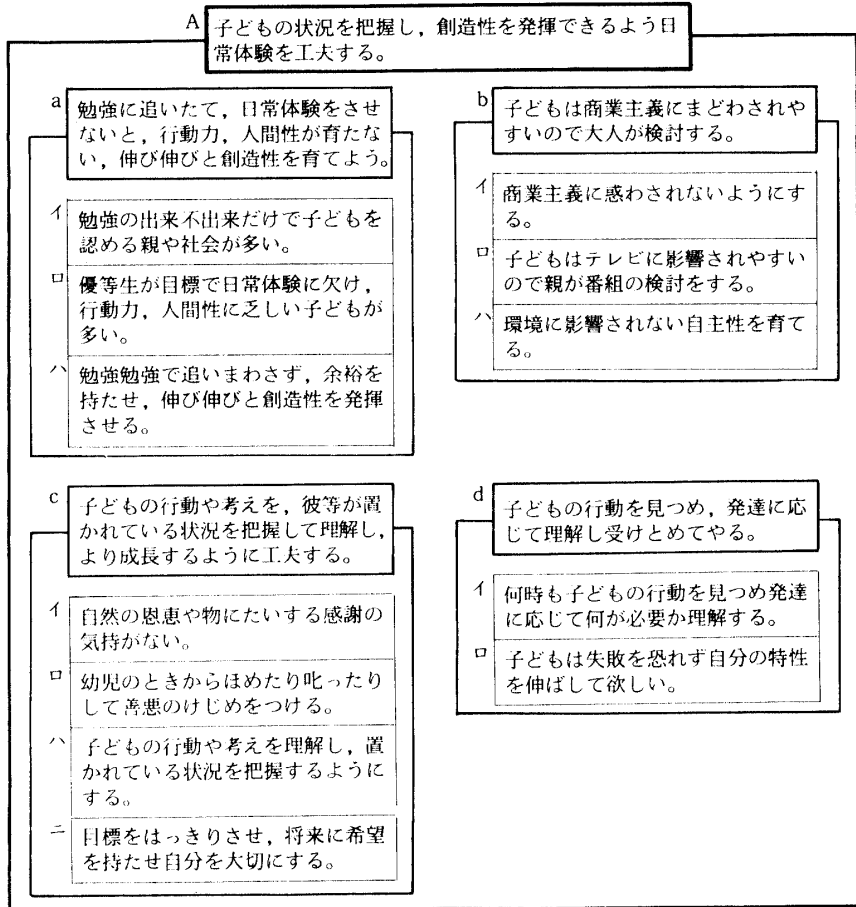 A
子どもの状況を把握し，創造性を発揮できるよう日
常体験を工夫する。
a
勉強に追いたて，日常体験をさせ
ないと，行動力，人間性が育たな
い，伸び伸びと創造性を育てよう。
イ
勉強の出来不出来だけで子どもを
認める親や社会が多い。
ロ
優等生が目標で日常体験に欠け，
行動力，人間性に乏しい子どもが
多い。
ハ
勉強勉強で追いまわさず，余裕を
持たせ，伸び伸びと創造性を発揮
させる。
b
子どもは商業主義にまどわされや
すいので大人が検討する。
イ
商業主義に惑わされないようにす
る。
ロ
子どもはテレビに影響されやすい
ので親が番組の検討をする。
ハ
環境に影響されない自主性を育て
る。
c
子どもの行動や考えを，彼等が置
かれている状況を把握して理解し，
より成長するように工夫する。
イ
自然の恩恵や物にたいする感謝の
気持がない。
ロ
幼児のときからほめたり叱ったり
して善悪のけじめをつける。
ハ
子どもの行動や考えを理解し，置
かれている状況を把握するように
する。
ニ
目標をはっきりさせ，将来に希望
を持たせ自分を大切にする。
d
子どもの行動を見つめ，発達に応
じて理解し受けとめてやる。
イ
何時も子どもの行動を見つめ発達
に応じて何が必要か理解する。
ロ
子どもは失敗を恐れず自分の特性
を伸ばして欲しい。